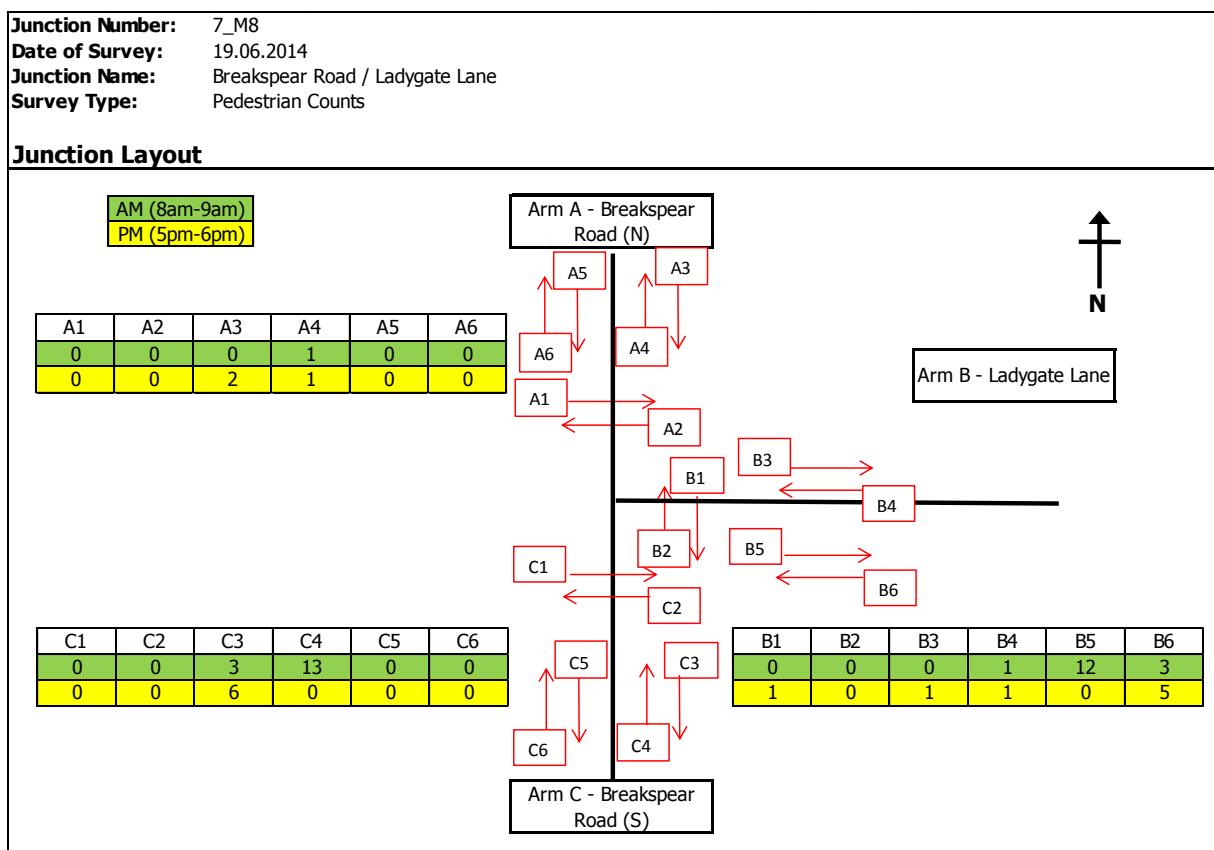 Junction Number: 7_M8
Date of Survey: 19.06.2014
Junction Name: Breakspear Road / Ladygate Lane
Survey Type: Pedestrian Counts
Junction Layout
AM (8am-9am)
PM (5pm-6pm)
Arm A - Breakspear
Road (N)
N
A5
A3
A6
A4
A1 A2 A3 A4 A5 A6
0 0 0 1 0 0
0 0 2 1 0 0
Arm B - Ladygate Lane
A1
A2
B3
B1
B4
B2
B5
C1
B6
C2
C1 C2 C3 C4 C5 C6
0 0 3 13 0 0
0 0 6 0 0 0
C5
C3
C6
C4
B1 B2 B3 B4 B5 B6
0 0 0 1 12 3
1 0 1 1 0 5
Arm C - Breakspear
Road (S)